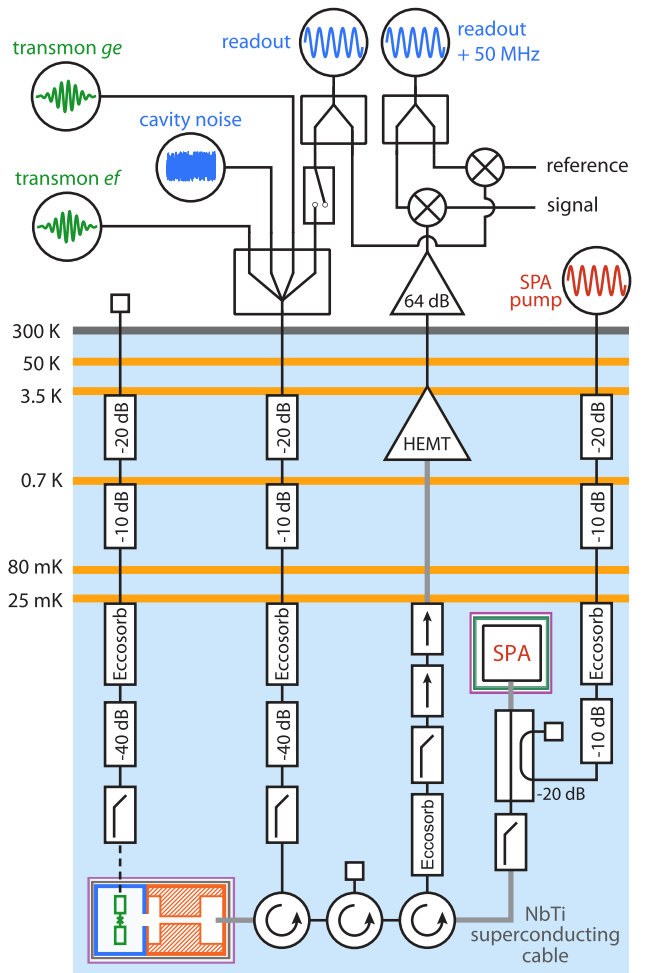 readout
readout
+ 50 MHz
transmon ge
cavity noise
transmon ef
reference
signal
SPA
pump
64 dB
300 K
50 K
3.5 K
-20 dB
-20 dB
HEMT
-20 dB
0.7 K
-10 dB
-10 dB
-10 dB
80 mK
25 mK
Eccosorb
Eccosorb
SPA
Eccosorb
-40 dB
-40 dB
-10 dB
-20 dB
Eccosorb
NbTi
superconducting
cable